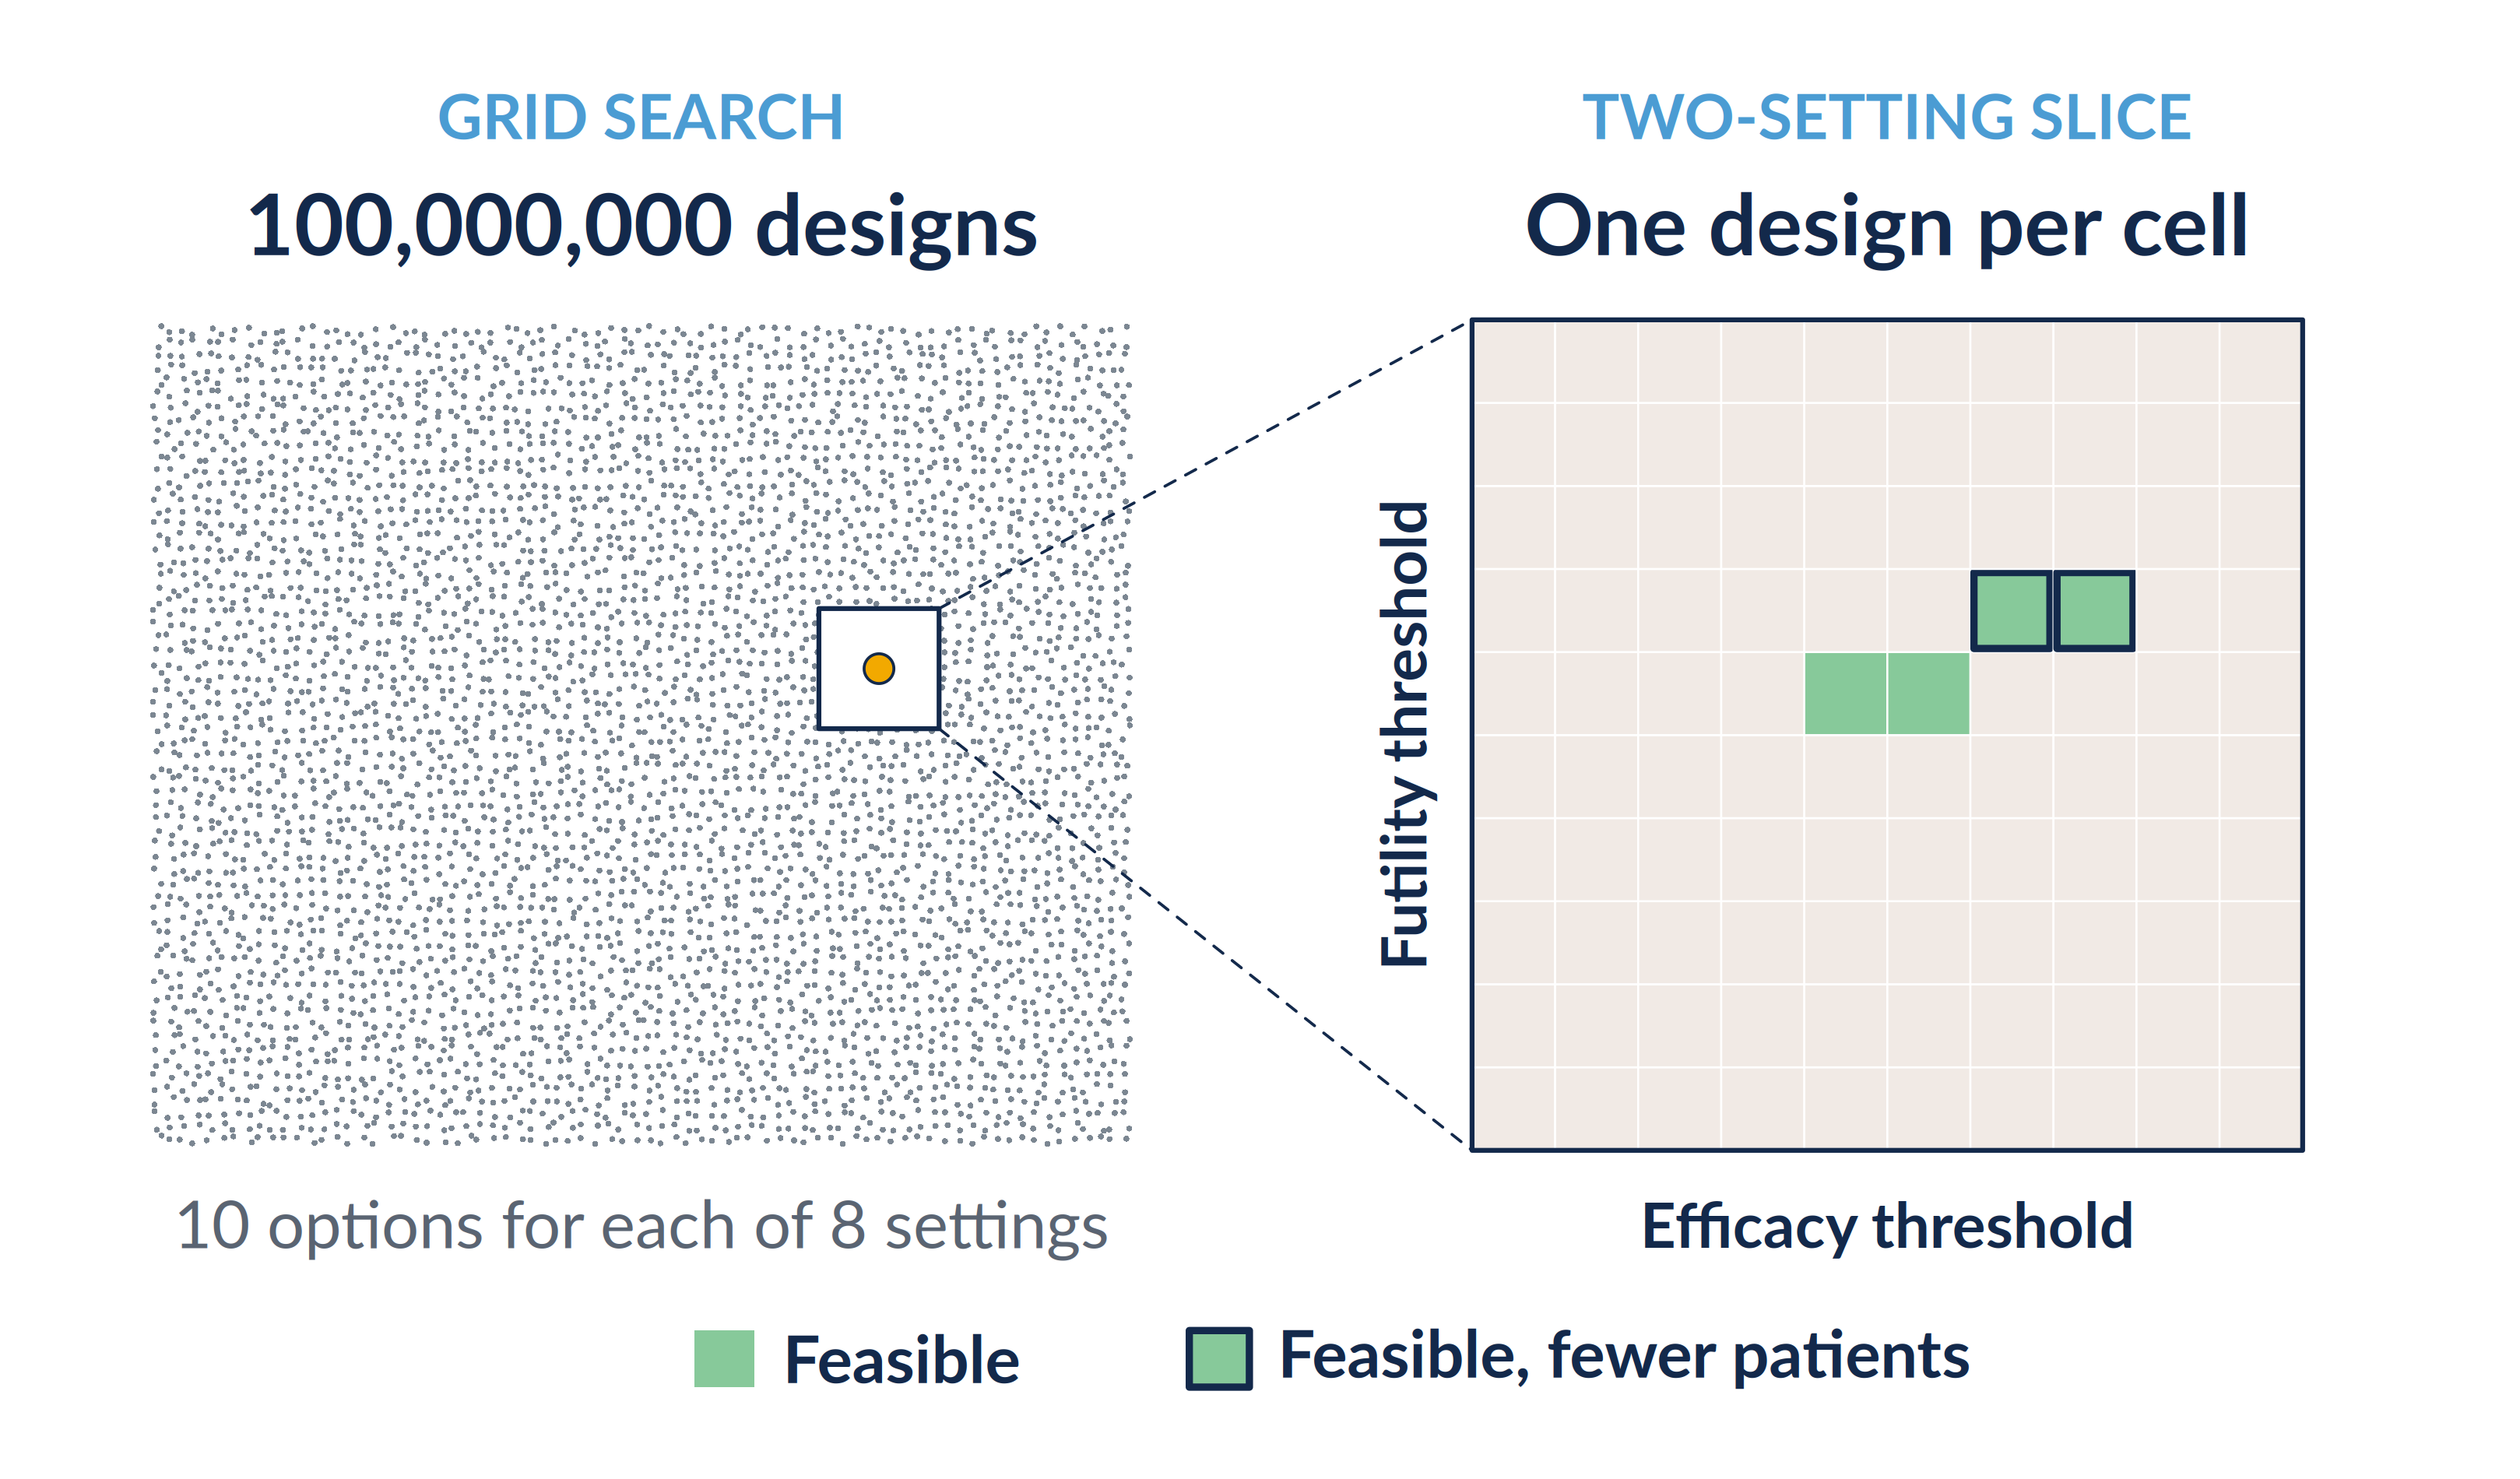 GRID SEARCH
100,000,000 designs
10 options for each of 8 settings
TWO-SETTING SLICE
One design per cell
Futility threshold
Efficacy threshold
Feasible
Feasible, fewer patients